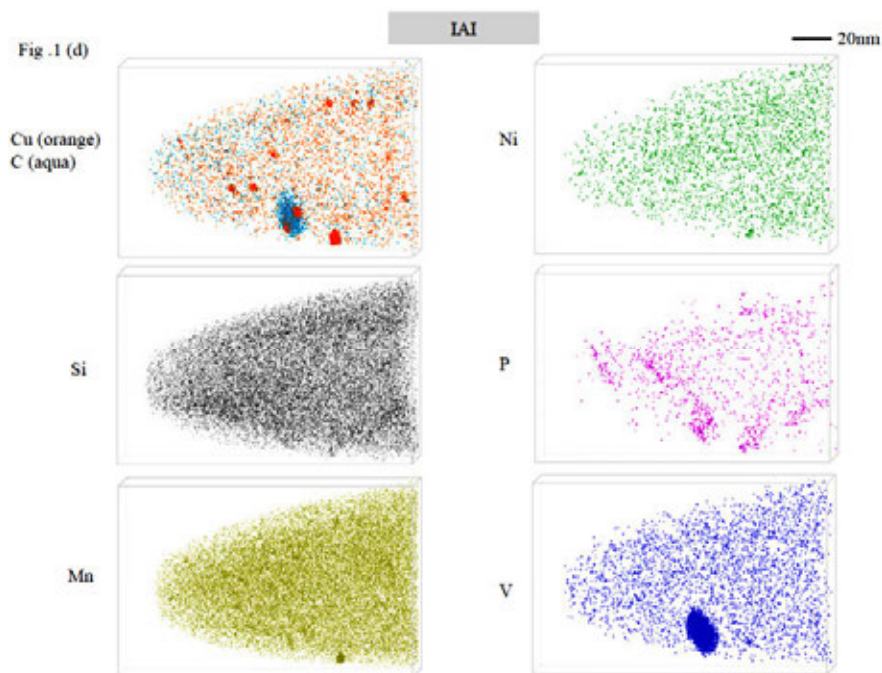 IAI
Fig .1 (d)
20nm
Cu (orange)
C (aqua)
Ni
Si
P
Mn
V